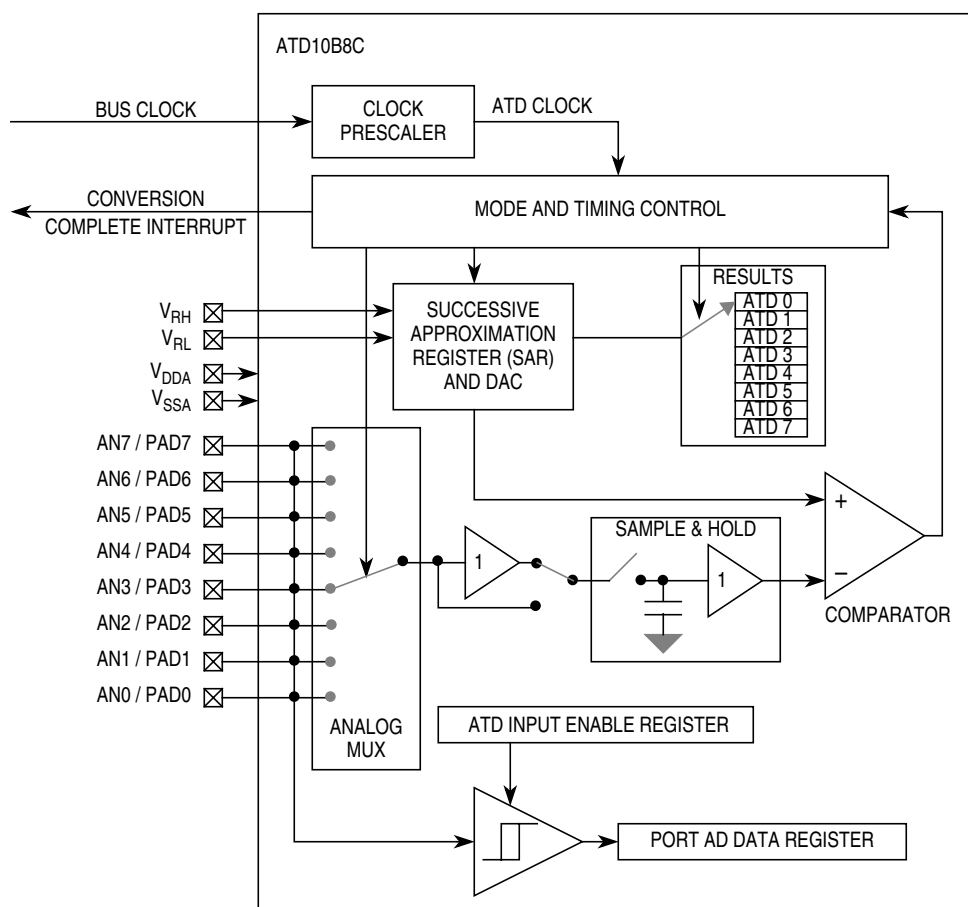 ATD10B8C
BUS CLOCK
CLOCK
PRESCALER
ATD CLOCK
CONVERSION
COMPLETE INTERRUPT
MODE AND TIMING CONTROL
VRH
VRL
VDDA
VSSA
SUCCESSIVE
APPROXIMATION
REGISTER (SAR)
AND DAC
RESULTS
ATD 0
ATD 1
ATD 2
ATD 3
ATD 4
ATD 5
ATD 6
ATD 7
AN7 / PAD7
AN6 / PAD6
AN5 / PAD5
AN4 / PAD4
AN3 / PAD3
AN2 / PAD2
AN1 / PAD1
AN0 / PAD0
ANALOG
MUX
1
SAMPLE & HOLD
1
+
–
COMPARATOR
ATD INPUT ENABLE REGISTER
PORT AD DATA REGISTER